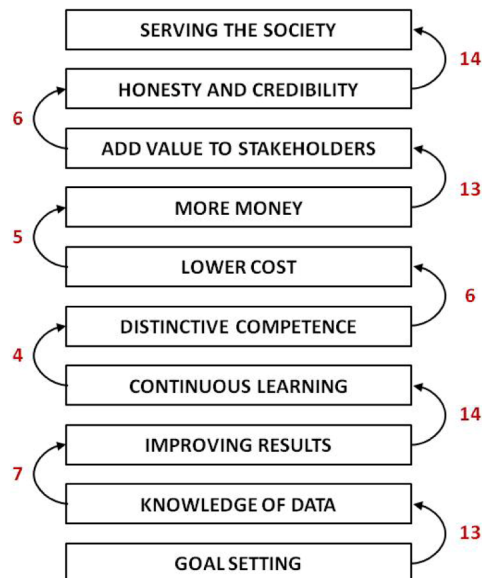 SERVING THE SOCIETY
14
HONESTY AND CREDIBILITY
6
ADD VALUE TO STAKEHOLDERS
13
MORE MONEY
5
LOWER COST
6
DISTINCTIVE COMPETENCE
4
CONTINUOUS LEARNING
14
IMPROVING RESULTS
7
KNOWLEDGE OF DATA
13
GOAL SETTING